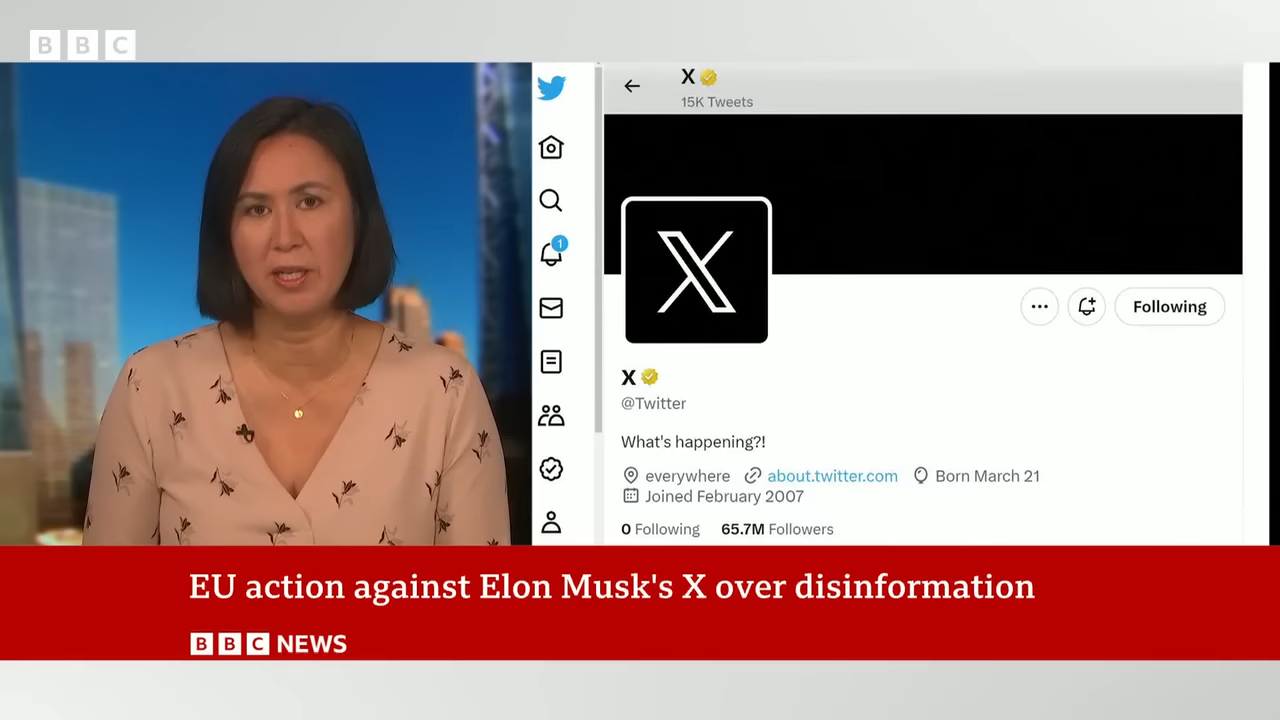 BBC
X
15K Tweets
1
Following
X
@Twitter
What's happening?!
everywhere about.twitter.com Born March 21
Joined February 2007
0 Following 65.7M Followers
EU action against Elon Musk's X over disinformation
BBC NEWS